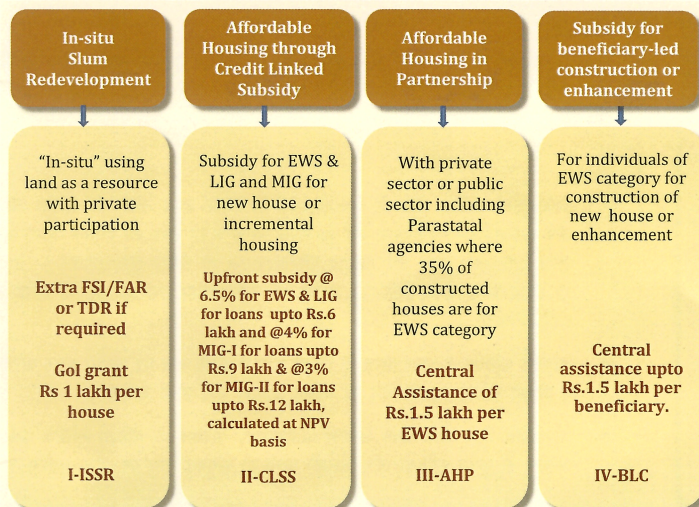 In-situ
Slum
Redevelopment
"In-situ" using
land as a resource
with private
participation
Extra FSI/FAR
or TDR if
required
GoI grant
Rs 1 lakh per
house
I-ISSR
Affordable
Housing through
Credit Linked
Subsidy
Subsidy for EWS &
LIG and MIG for
new house or
incremental
housing
Upfront subsidy @
6.5% for EWS & LIG
for loans upto Rs.6
lakh and @4% for
MIG-I for loans upto
Rs.9 lakh & @3%
for MIG-II for loans
upto Rs.12 lakh,
calculated at NPV
basis
II-CLSS
Affordable
Housing in
Partnership
With private
sector or public
sector including
Parastatal
agencies where
35% of
constructed
houses are for
EWS category
Central
Assistance of
Rs.1.5 lakh per
EWS house
III-AHP
Subsidy for
beneficiary-led
construction or
enhancement
For individuals of
EWS category for
construction of
new house or
enhancement
Central
assistance upto
Rs.1.5 lakh per
beneficiary.
IV-BLC